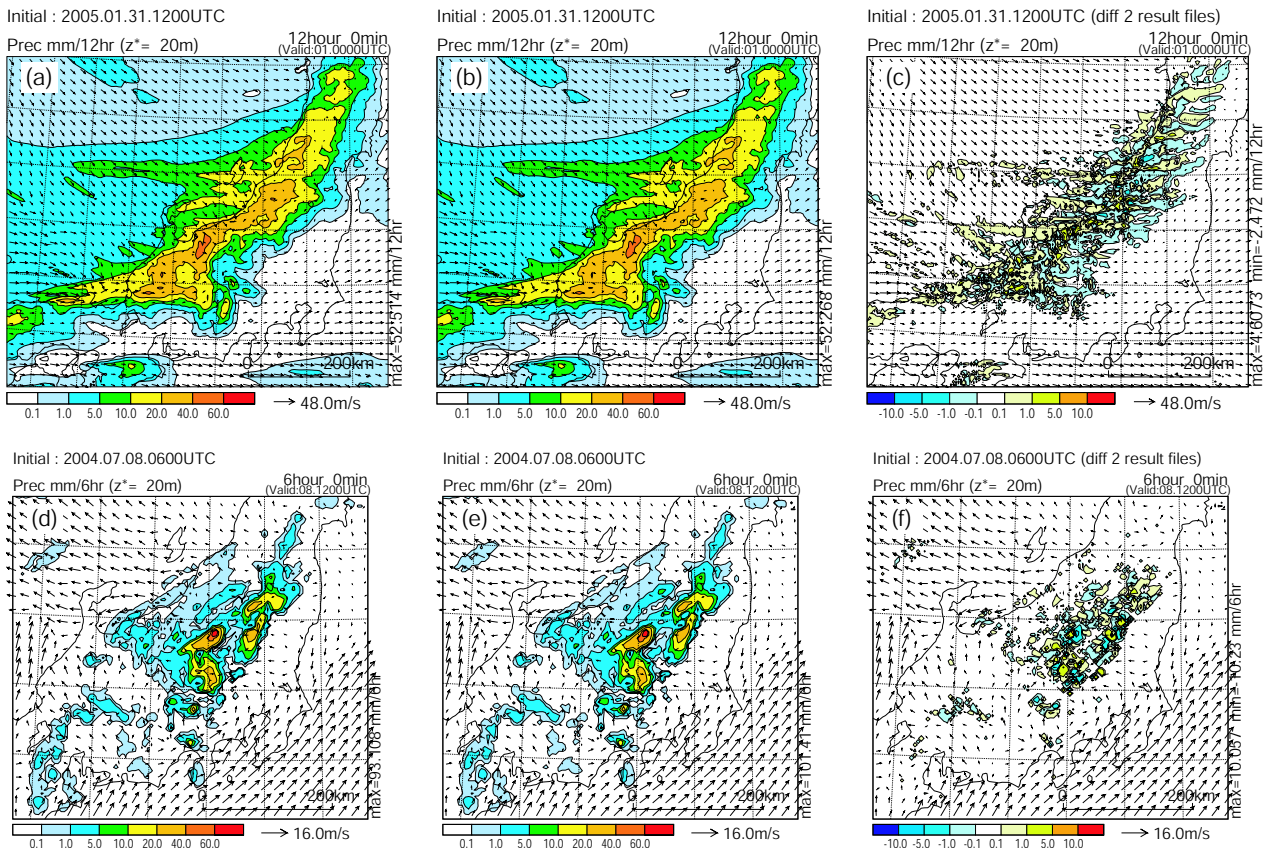 Initial : 2005.01.31.1200UTC
Prec mm/12hr (z*= 20m)
12hour 0min
(Valid:01.0000UTC)
(a)
0
200km
max=52.514 mm/12hr
0.1 1.0 5.0 10.0 20.0 40.0 60.0
48.0m/s
Initial : 2005.01.31.1200UTC
Prec mm/12hr (z*= 20m)
12hour 0min
(Valid:01.0000UTC)
(b)
0
200km
max=52.268 mm/12hr
0.1 1.0 5.0 10.0 20.0 40.0 60.0
48.0m/s
Initial : 2005.01.31.1200UTC (diff 2 result files)
Prec mm/12hr (z*= 20m)
12hour 0min
(Valid:01.0000UTC)
(c)
0
200km
max=4.6073 min=-2.472 mm/12hr
-10.0 -5.0 -1.0 -0.1 0.1 1.0 5.0 10.0
48.0m/s
Initial : 2004.07.08.0600UTC
Prec mm/6hr (z*= 20m)
6hour 0min
(Valid:08.1200UTC)
(d)
0
200km
max=93.108 mm/6hr
0.1 1.0 5.0 10.0 20.0 40.0 60.0
16.0m/s
Initial : 2004.07.08.0600UTC
Prec mm/6hr (z*= 20m)
6hour 0min
(Valid:08.1200UTC)
(e)
0
200km
max=101.41 mm/6hr
0.1 1.0 5.0 10.0 20.0 40.0 60.0
16.0m/s
Initial : 2004.07.08.0600UTC (diff 2 result files)
Prec mm/6hr (z*= 20m)
6hour 0min
(Valid:08.1200UTC)
(f)
0
200km
max=10.057 min=-10.23 mm/6hr
-10.0 -5.0 -1.0 -0.1 0.1 1.0 5.0 10.0
16.0m/s